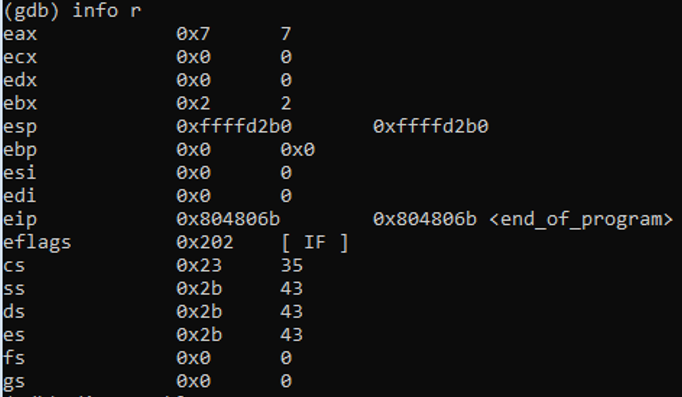 (gdb) info r
eax 0x7 7
ecx 0x0 0
edx 0x0 0
ebx 0x2 2
esp 0xffffd2b0 0xffffd2b0
ebp 0x0 0x0
esi 0x0 0
edi 0x0 0
eip 0x804806b 0x804806b <end_of_program>
eflags 0x202 [ IF ]
cs 0x23 35
ss 0x2b 43
ds 0x2b 43
es 0x2b 43
fs 0x0 0
gs 0x0 0